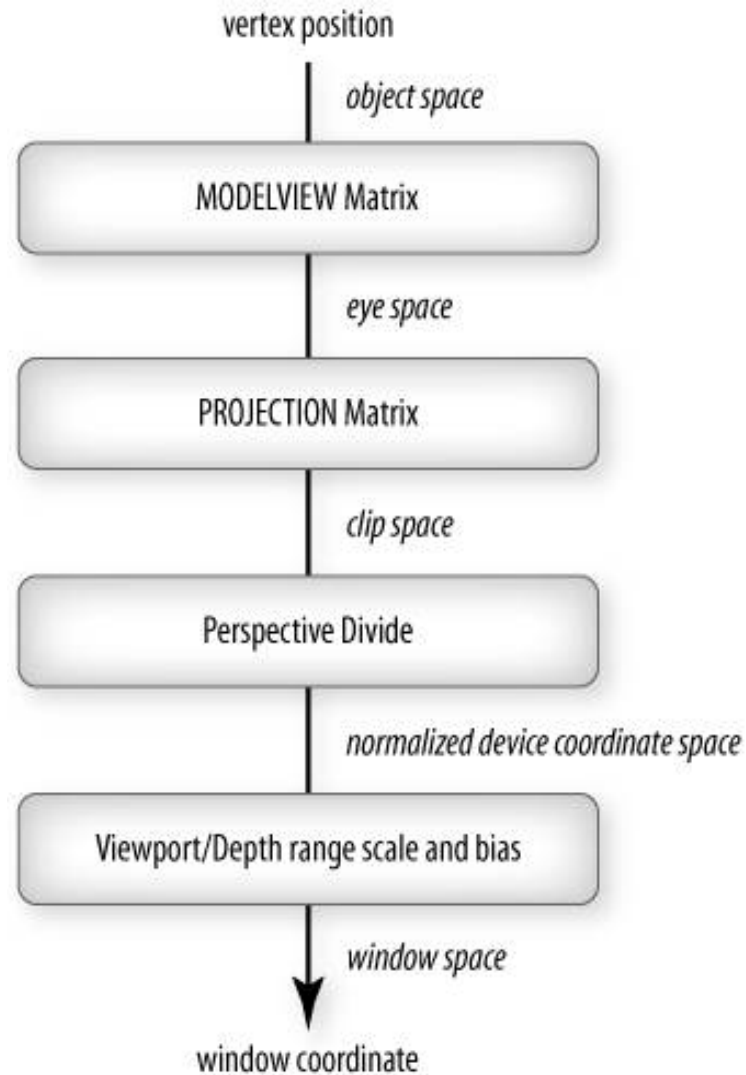 vertex position
object space
MODELVIEW Matrix
eye space
PROJECTION Matrix
clip space
Perspective Divide
normalized device coordinate space
Viewport/Depth range scale and bias
window space
window coordinate